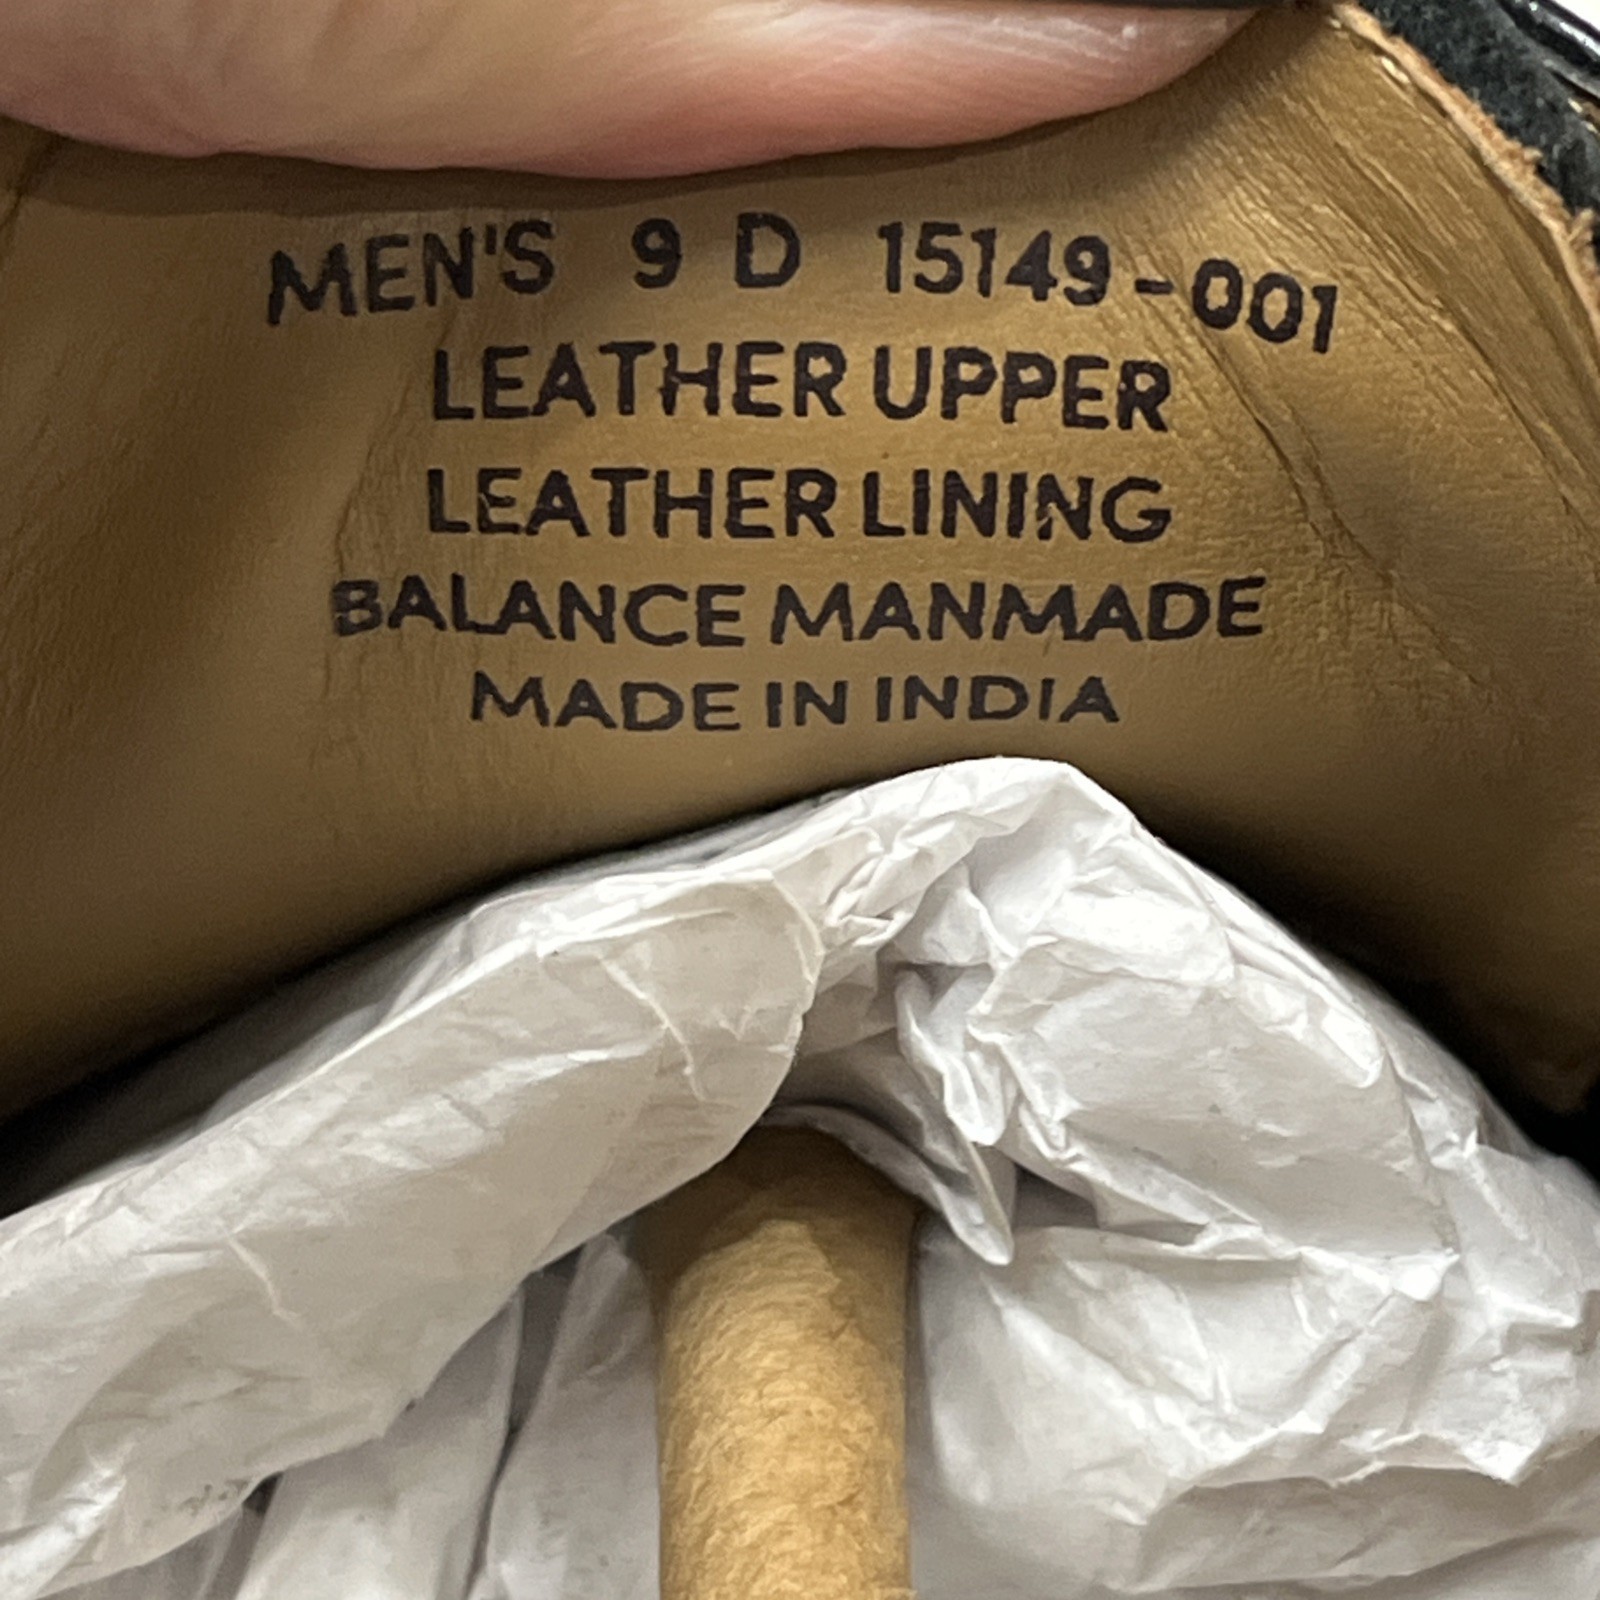 MEN'S 9 D 15149-001
LEATHER UPPER
LEATHER LINING
BALANCE MANMADE
MADE IN INDIA